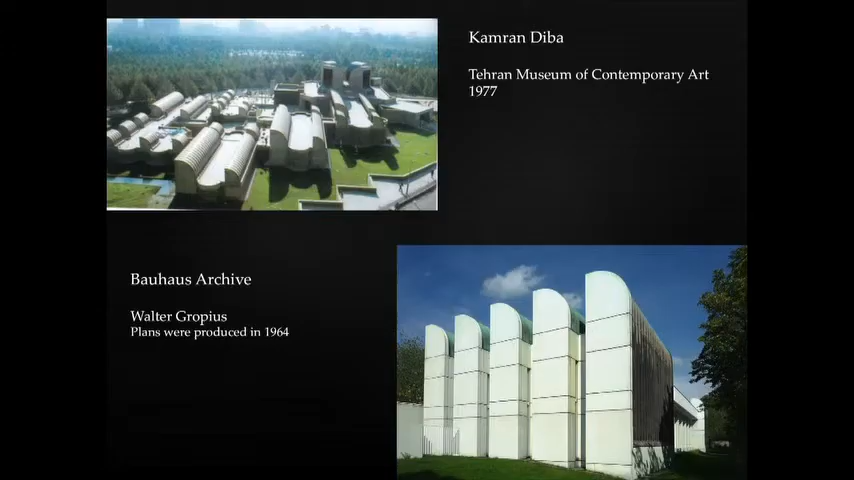 Kamran Diba
Tehran Museum of Contemporary Art
1977
Bauhaus Archive
Walter Gropius
Plans were produced in 1964